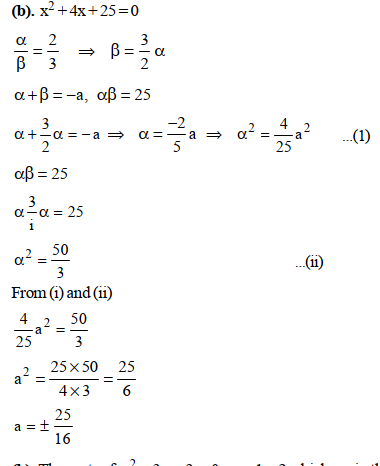 (b). x² + 4x + 25 = 0
α/β = 2/3 ⇒ β = 3/2 α
α + β = –a, αβ = 25
α + 3/2 α = – a ⇒ α = –2/5 a ⇒ α² = 4/25 a² ...(1)
αβ = 25
α 3/i α = 25
α² = 50/3 ...(ii)
From (i) and (ii)
4/25 a² = 50/3
a² = 25 × 50/4 × 3 = 25/6
a = ± 25/16